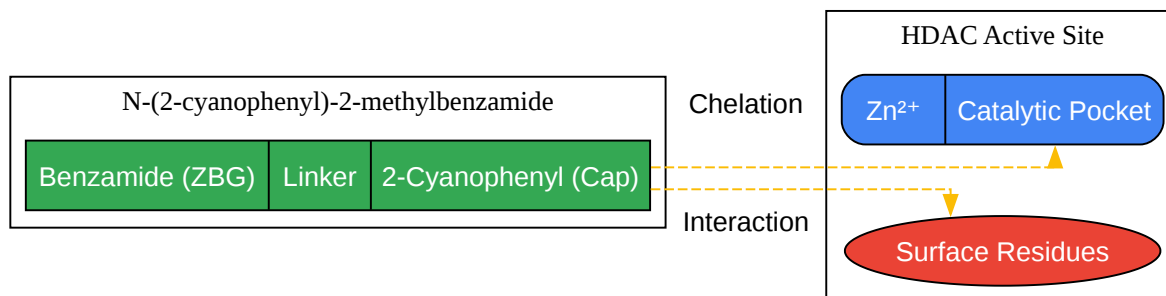 HDAC Active Site
N-(2-cyanophenyl)-2-methylbenzamide
Chelation
Zn²⁺
Catalytic Pocket
Benzamide (ZBG)
Linker
2-Cyanophenyl (Cap)
Interaction
Surface Residues